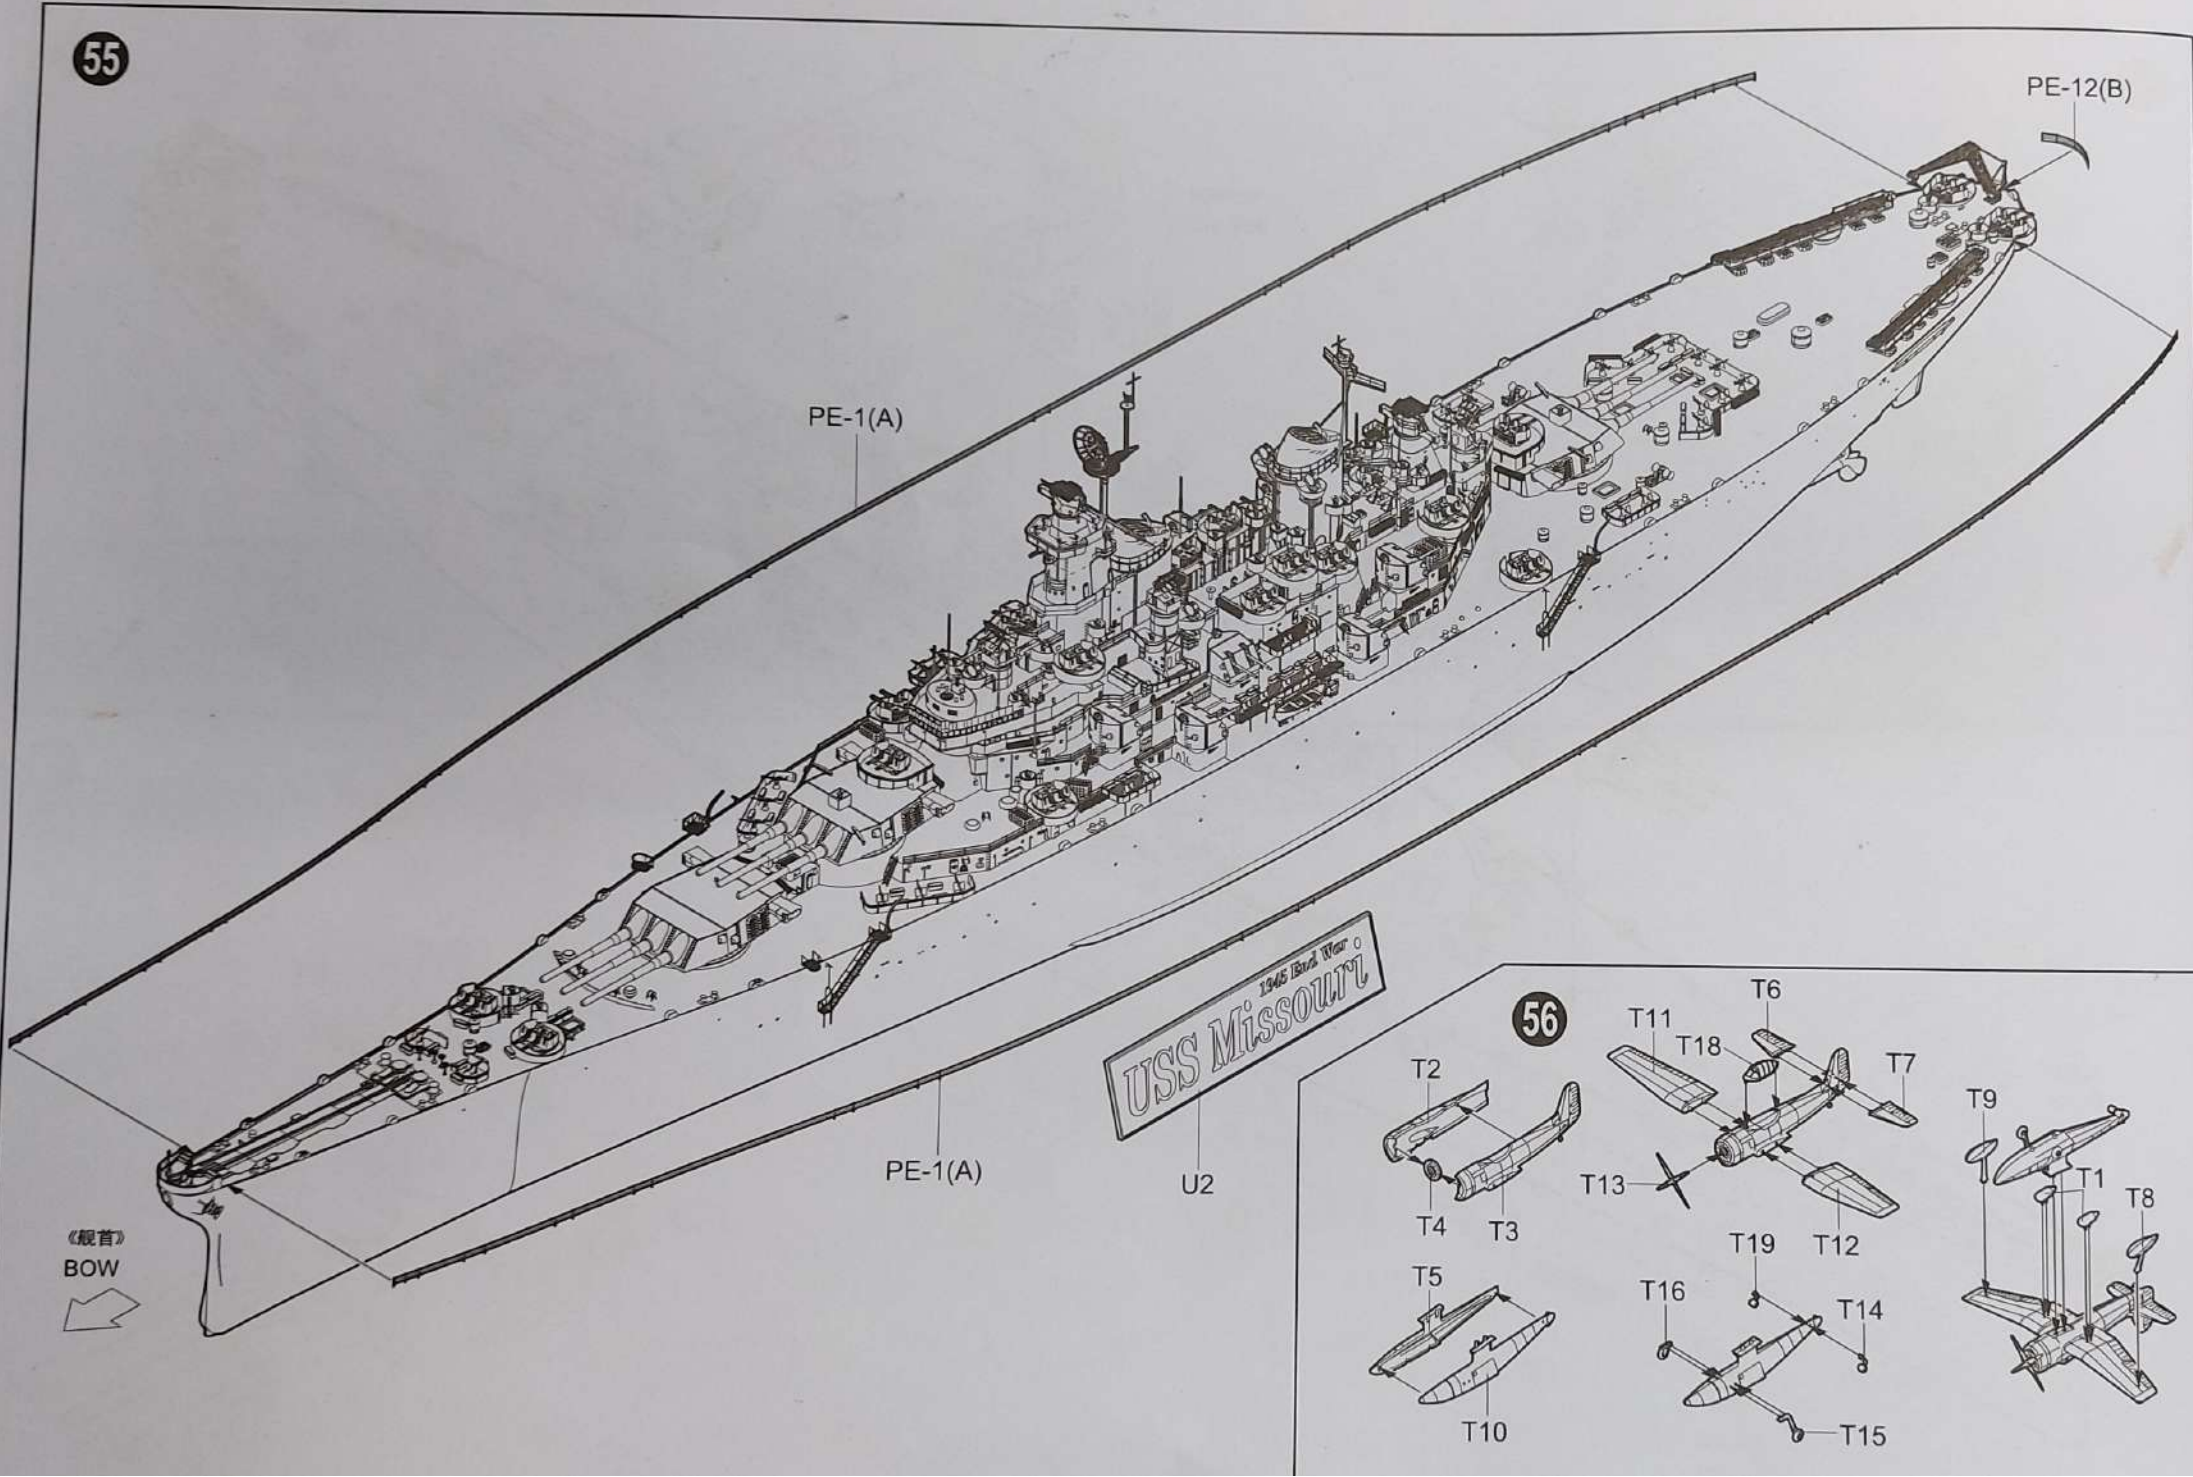 55
PE-12(B)
PE-1(A)
1945 End War
USS Missouri
PE-1(A)
U2
《舰首》
BOW
56
T6
T11
T18
T2
T7
T9
T13
T1
T4
T3
T12
T8
T19
T5
T16
T14
T10
T15